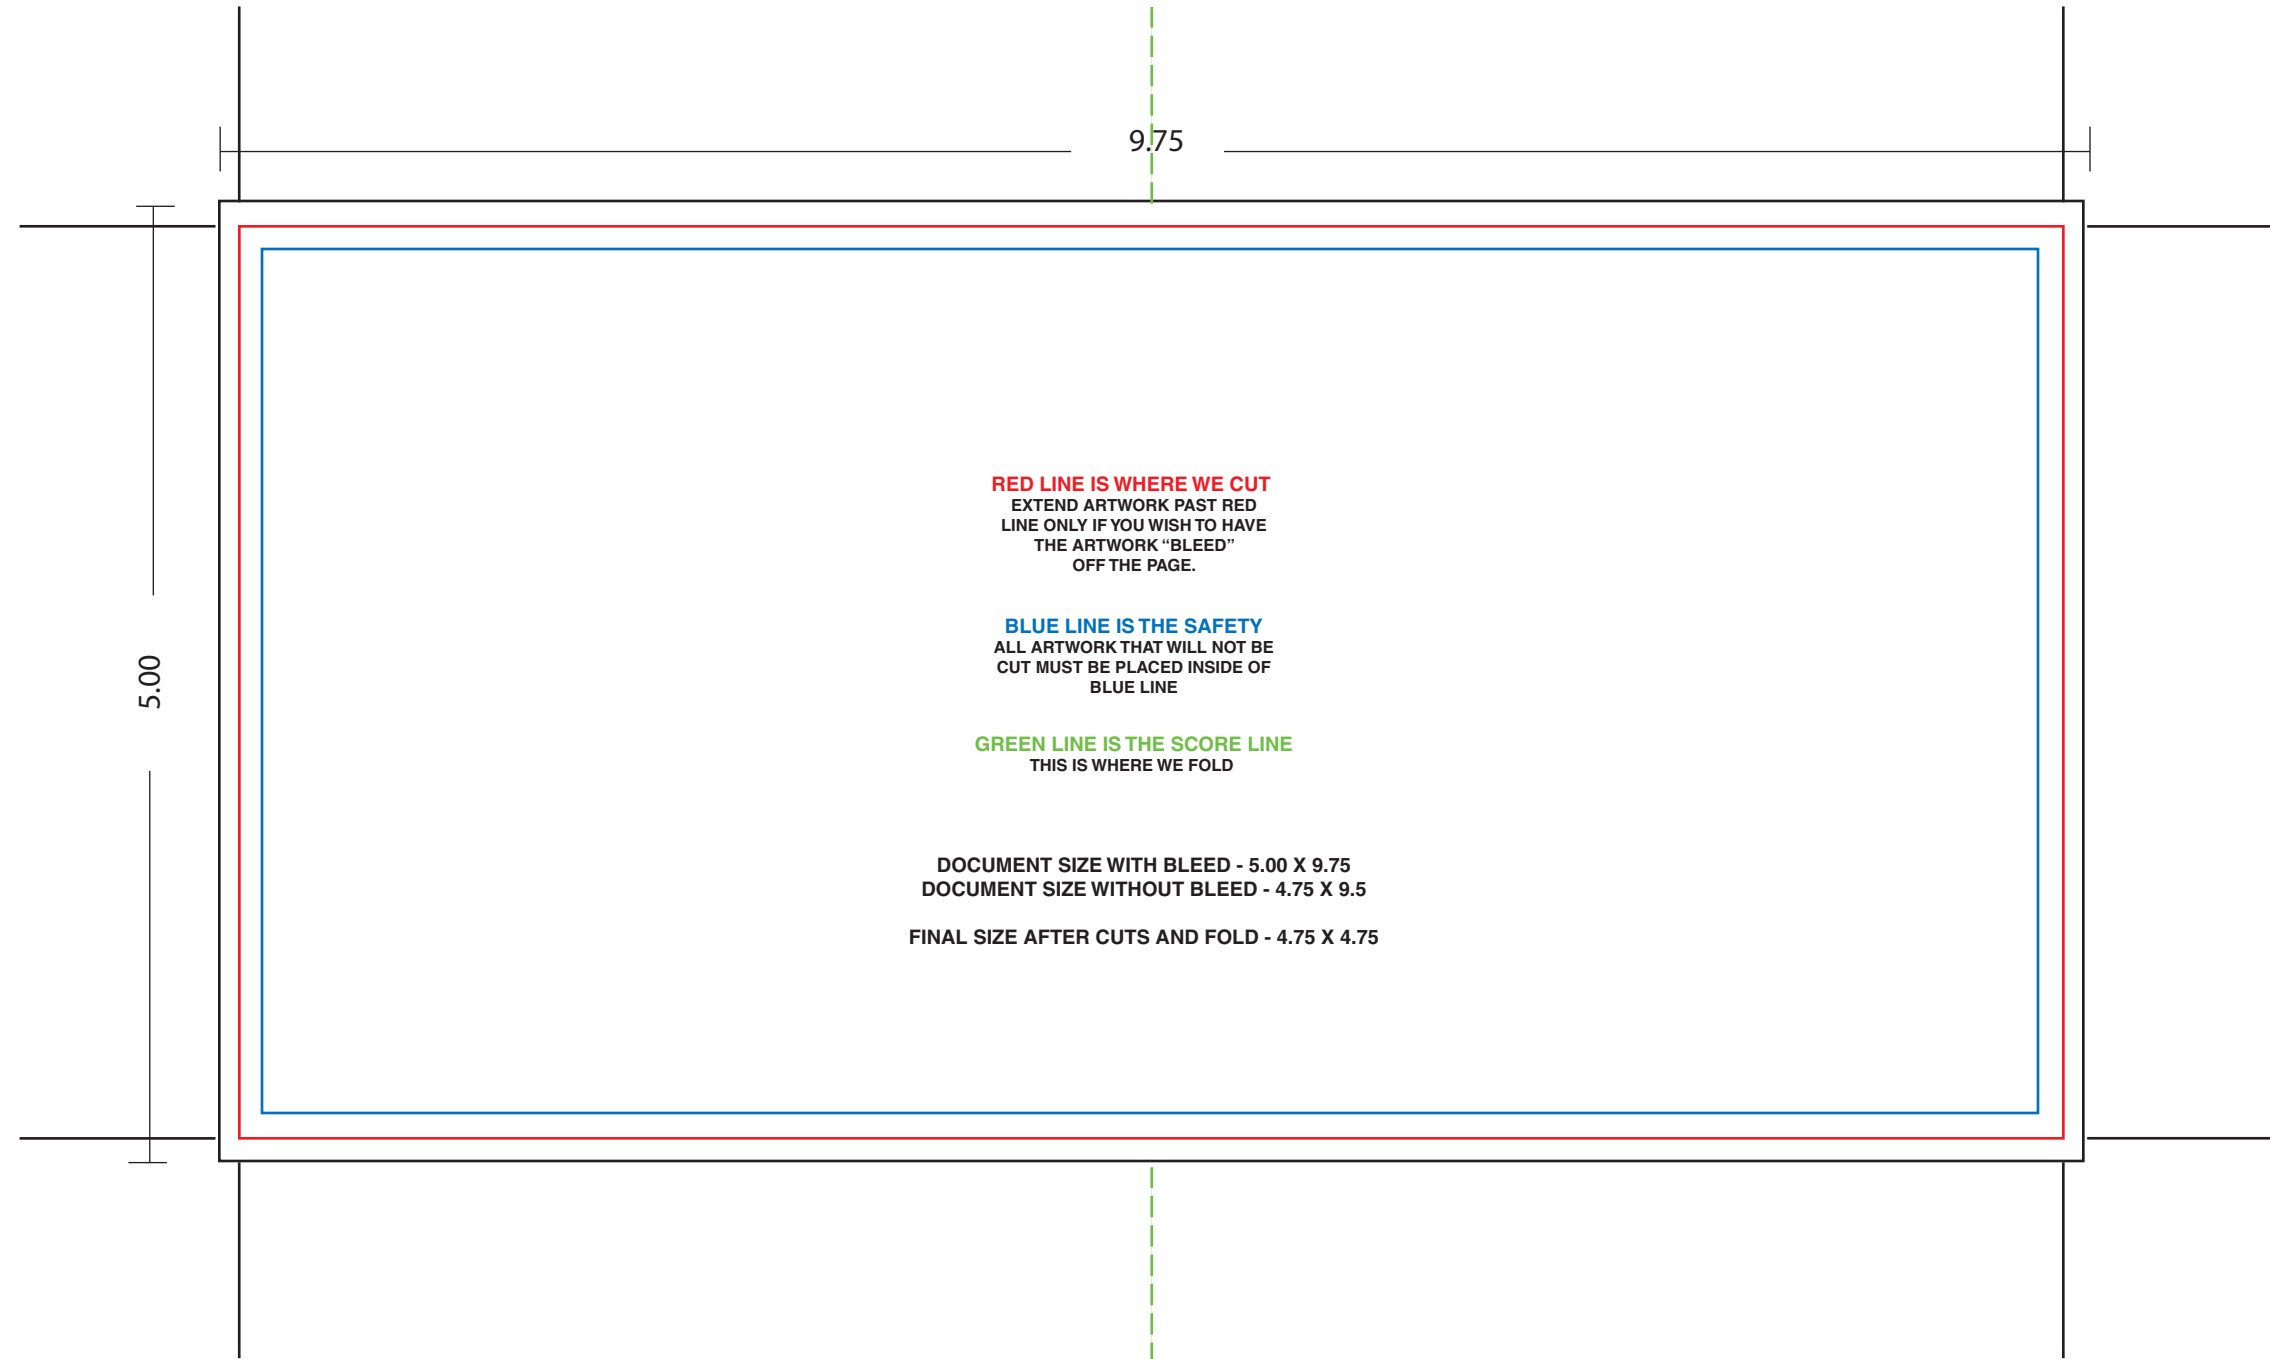 9.75
5.00
RED LINE IS WHERE WE CUT
EXTEND ARTWORK PAST RED
LINE ONLY IF YOU WISH TO HAVE
THE ARTWORK “BLEED”
OFF THE PAGE.
BLUE LINE IS THE SAFETY
ALL ARTWORK THAT WILL NOT BE
CUT MUST BE PLACED INSIDE OF
BLUE LINE
GREEN LINE IS THE SCORE LINE
THIS IS WHERE WE FOLD
DOCUMENT SIZE WITH BLEED - 5.00 X 9.75
DOCUMENT SIZE WITHOUT BLEED - 4.75 X 9.5
FINAL SIZE AFTER CUTS AND FOLD - 4.75 X 4.75